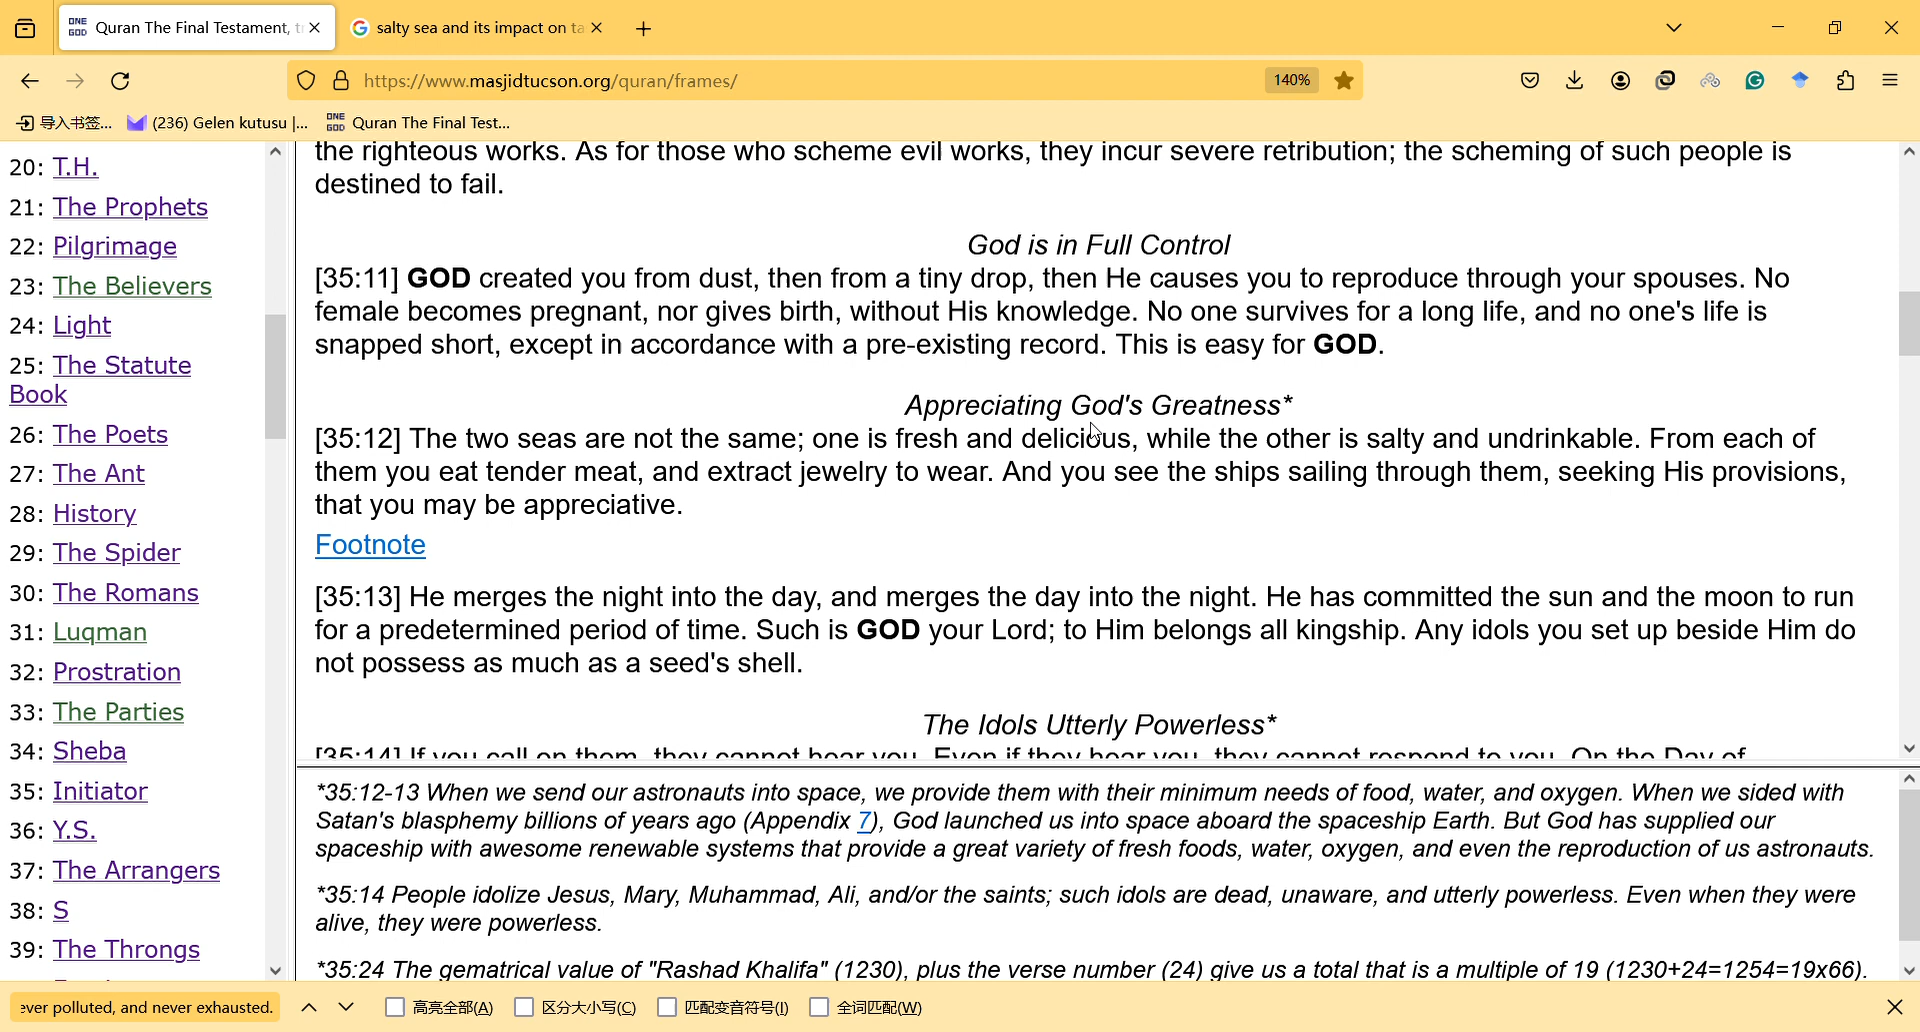 Quran The Final Testament, tr
salty sea and its impact on ta
https://www.masjidtucson.org/quran/frames/
140%
导入书签...
(236) Gelen kutusu |...
ONE GOD
Quran The Final Test...
20: T.H.
21: The Prophets
22: Pilgrimage
23: The Believers
24: Light
25: The Statute
Book
26: The Poets
27: The Ant
28: History
29: The Spider
30: The Romans
31: Luqman
32: Prostration
33: The Parties
34: Sheba
35: Initiator
36: Y.S.
37: The Arrangers
38: S
39: The Throngs
the righteous works. As for those who scheme evil works, they incur severe retribution; the scheming of such people is
destined to fail.
God is in Full Control
[35:11] GOD created you from dust, then from a tiny drop, then He causes you to reproduce through your spouses. No
female becomes pregnant, nor gives birth, without His knowledge. No one survives for a long life, and no one's life is
snapped short, except in accordance with a pre-existing record. This is easy for GOD.
Appreciating God's Greatness*
[35:12] The two seas are not the same; one is fresh and delicious, while the other is salty and undrinkable. From each of
them you eat tender meat, and extract jewelry to wear. And you see the ships sailing through them, seeking His provisions,
that you may be appreciative.
Footnote
[35:13] He merges the night into the day, and merges the day into the night. He has committed the sun and the moon to run
for a predetermined period of time. Such is GOD your Lord; to Him belongs all kingship. Any idols you set up beside Him do
not possess as much as a seed's shell.
The Idols Utterly Powerless*
[35:14] If you call on them, they cannot hear you. Even if they hear you, they cannot respond to you. On the Day of
*35:12-13 When we send our astronauts into space, we provide them with their minimum needs of food, water, and oxygen. When we sided with
Satan's blasphemy billions of years ago (Appendix 7), God launched us into space aboard the spaceship Earth. But God has supplied our
spaceship with awesome renewable systems that provide a great variety of fresh foods, water, oxygen, and even the reproduction of us astronauts.
*35:14 People idolize Jesus, Mary, Muhammad, Ali, and/or the saints; such idols are dead, unaware, and utterly powerless. Even when they were
alive, they were powerless.
*35:24 The gematrical value of "Rashad Khalifa" (1230), plus the verse number (24) give us a total that is a multiple of 19 (1230+24=1254=19x66).
ever polluted, and never exhausted.
高亮全部(A)
区分大小写(C)
匹配变音符号(I)
全词匹配(W)